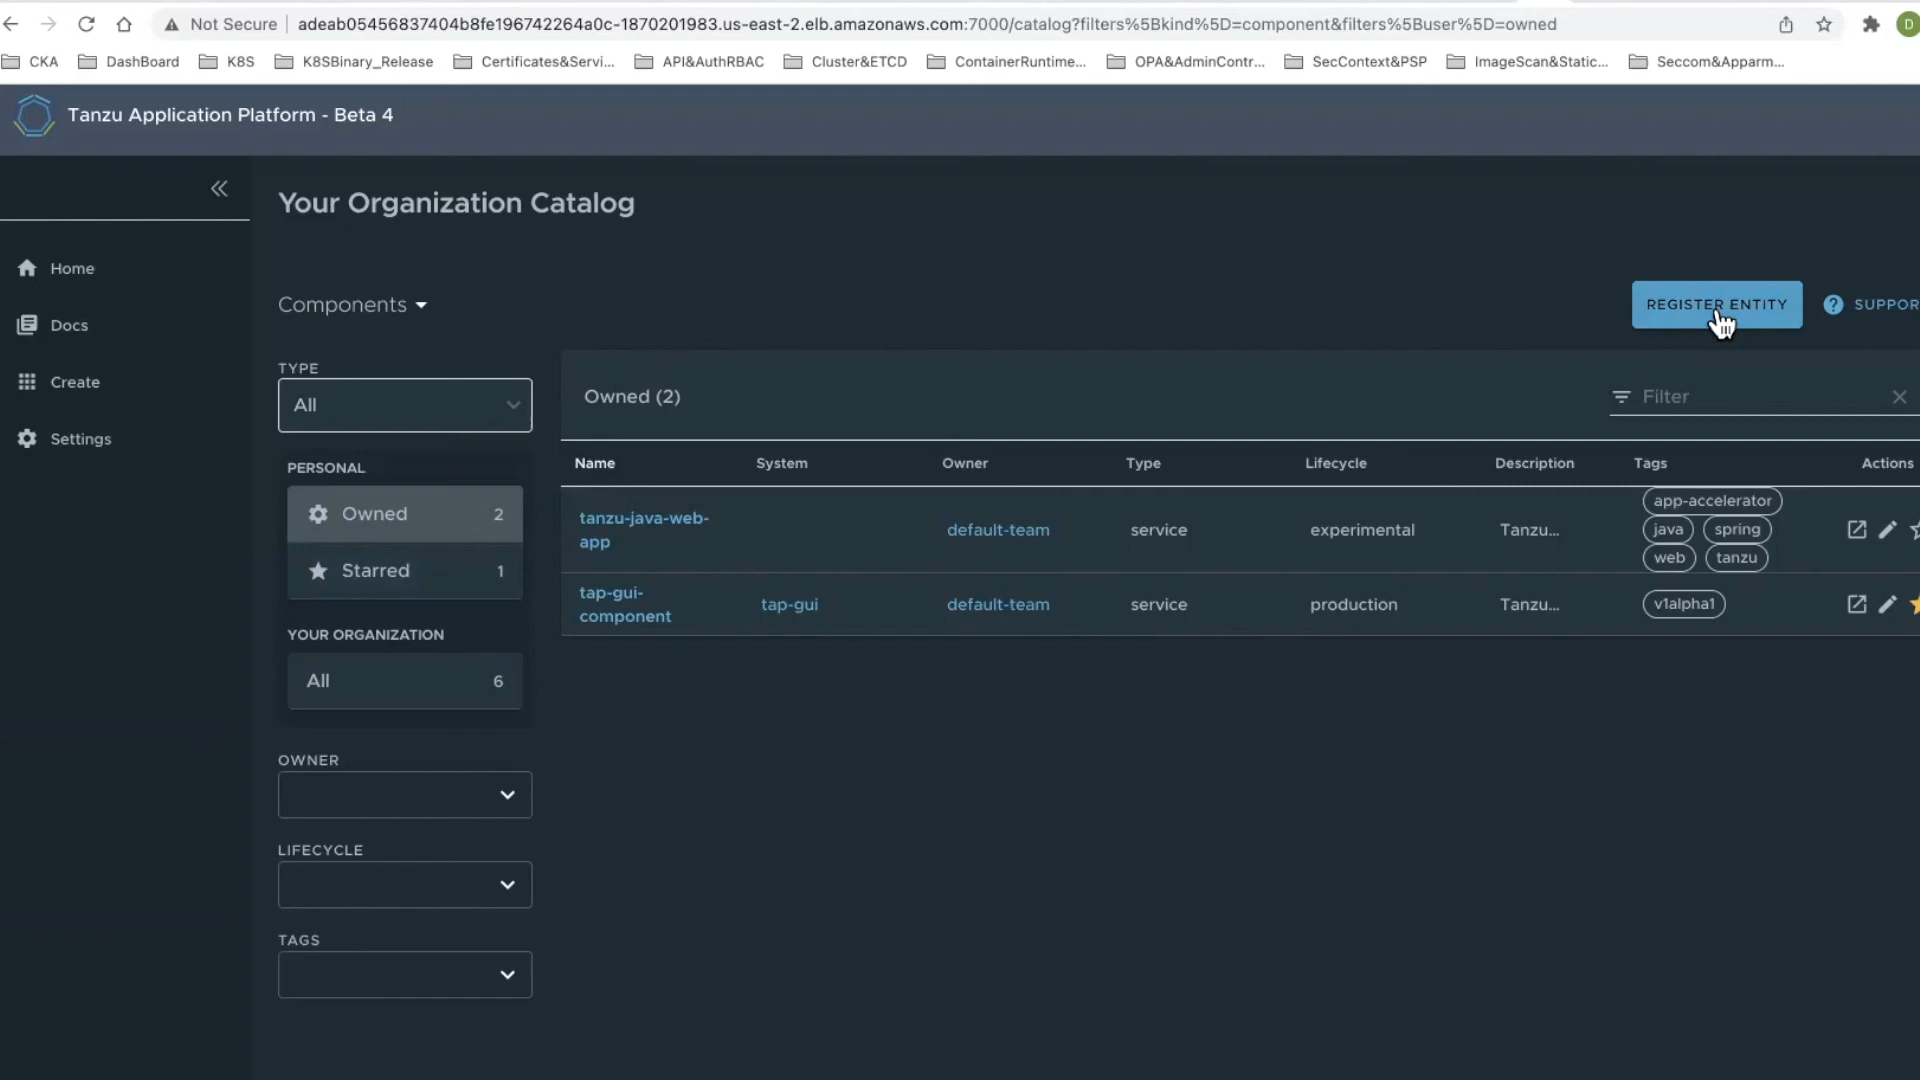 Not Secure adeab05456837404b8fe196742264a0c-1870201983.us-east-2.elb.amazonaws.com:7000/catalog?filters%5Bkind%5D=component&filters%5Buser%5D=owned D
CKA DashBoard K8S K8SBinary_Release Certificates&Servi... API&AuthRBAC Cluster&ETCD ContainerRuntime... OPA&AdminContr... SecContext&PSP ImageScan&Static... Seccom&Apparm...
Tanzu Application Platform - Beta 4
Home
Docs
Create
Settings
Your Organization Catalog
Components
REGISTER ENTITY
SUPPOR
TYPE
All
PERSONAL
Owned 2
Starred 1
YOUR ORGANIZATION
All 6
OWNER
LIFECYCLE
TAGS
Owned (2)
Filter
Name System Owner Type Lifecycle Description Tags Actions
tanzu-java-web-
app
default-team service experimental Tanzu...
app-accelerator
java spring
web tanzu
tap-gui-
component
tap-gui default-team service production Tanzu... v1alpha1